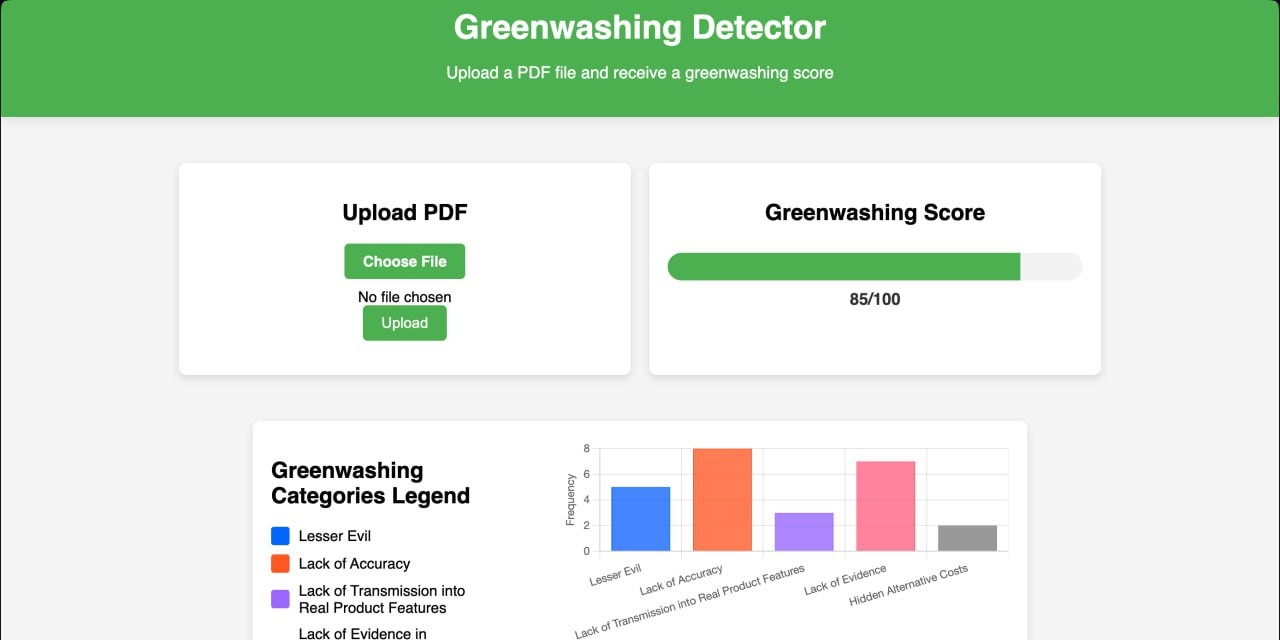 Greenwashing Detector
Upload a PDF file and receive a greenwashing score
Upload PDF
Choose File
No file chosen
Upload
Greenwashing Score
85/100
Greenwashing
Categories Legend
Lesser Evil
Lack of Accuracy
Lack of Transmission into
Real Product Features
Lack of Evidence in
Frequency
8
6
4
2
0
Lesser Evil
Lack of Accuracy
Lack of Transmission into Real Product Features
Lack of Evidence
Hidden Alternative Costs